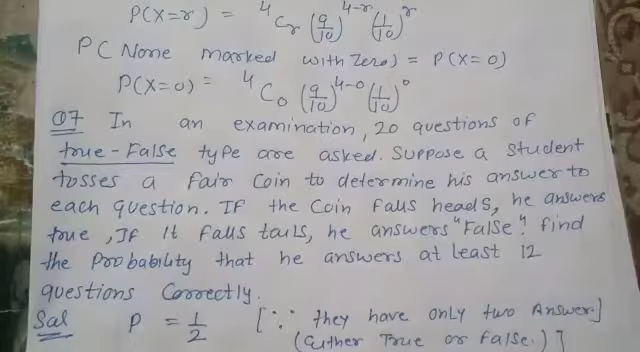 P(X=r) = ⁴Cr (9/10)^4-r (1/10)^r
P( None marked with zero) = P(X=0)
P(X=0) = ⁴C₀ (9/10)^4-0 (1/10)^0
Q7 In an examination, 20 questions of
true-False type are asked. Suppose a student
tosses a fair coin to determine his answer to
each question. IF the coin falls heads, he answers
true, If it falls tails, he answers "False". find
the probability that he answers at least 12
questions Correctly.
Sol P = 1/2 [∵ they have only two Answer]
(Either True or False.)]